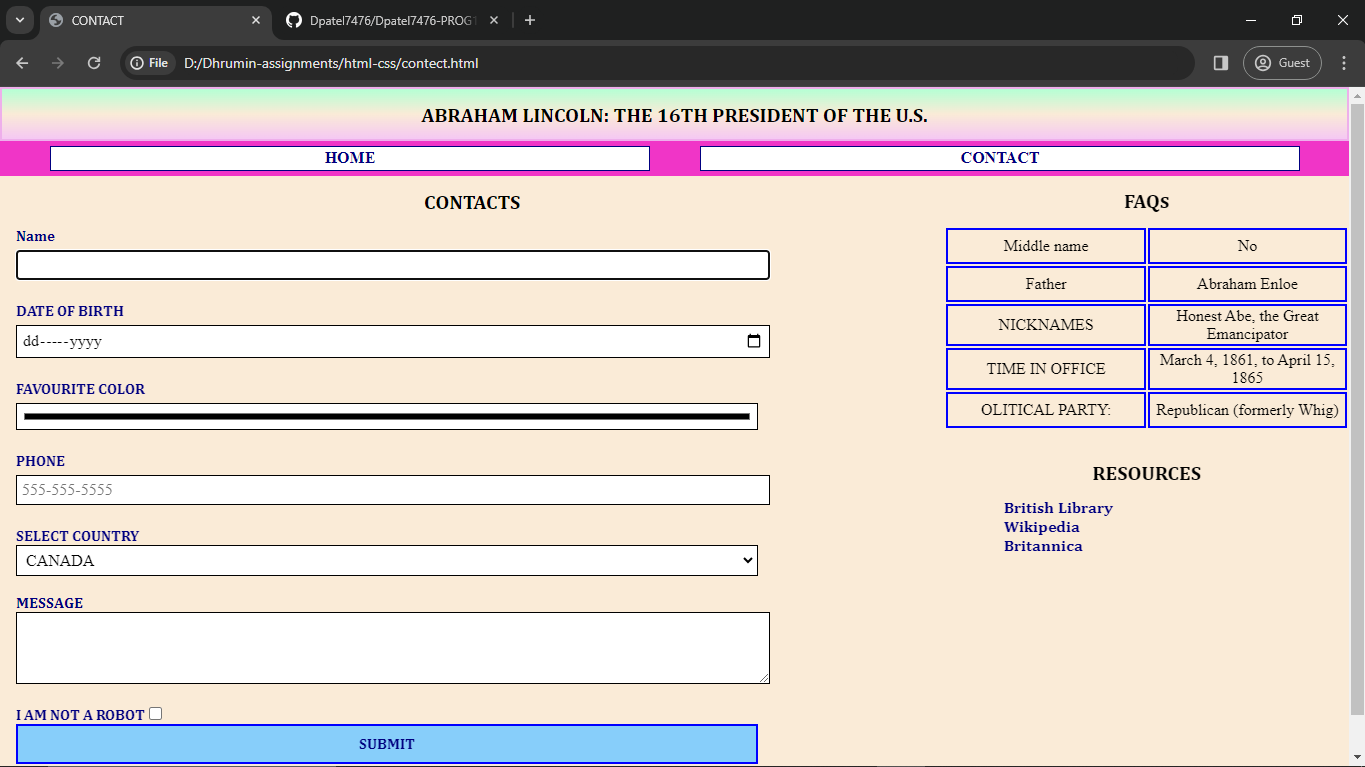 CONTACT
Dpatel7476/Dpatel7476-PROG1
File
D:/Dhrumin-assignments/html-css/contect.html
Guest
ABRAHAM LINCOLN: THE 16TH PRESIDENT OF THE U.S.
HOME
CONTACT
CONTACTS
Name
DATE OF BIRTH
dd-----yyyy
FAVOURITE COLOR
PHONE
555-555-5555
SELECT COUNTRY
CANADA
MESSAGE
I AM NOT A ROBOT
SUBMIT
FAQs
Middle name
No
Father
Abraham Enloe
NICKNAMES
Honest Abe, the Great
Emancipator
TIME IN OFFICE
March 4, 1861, to April 15,
1865
OLITICAL PARTY:
Republican (formerly Whig)
RESOURCES
British Library
Wikipedia
Britannica